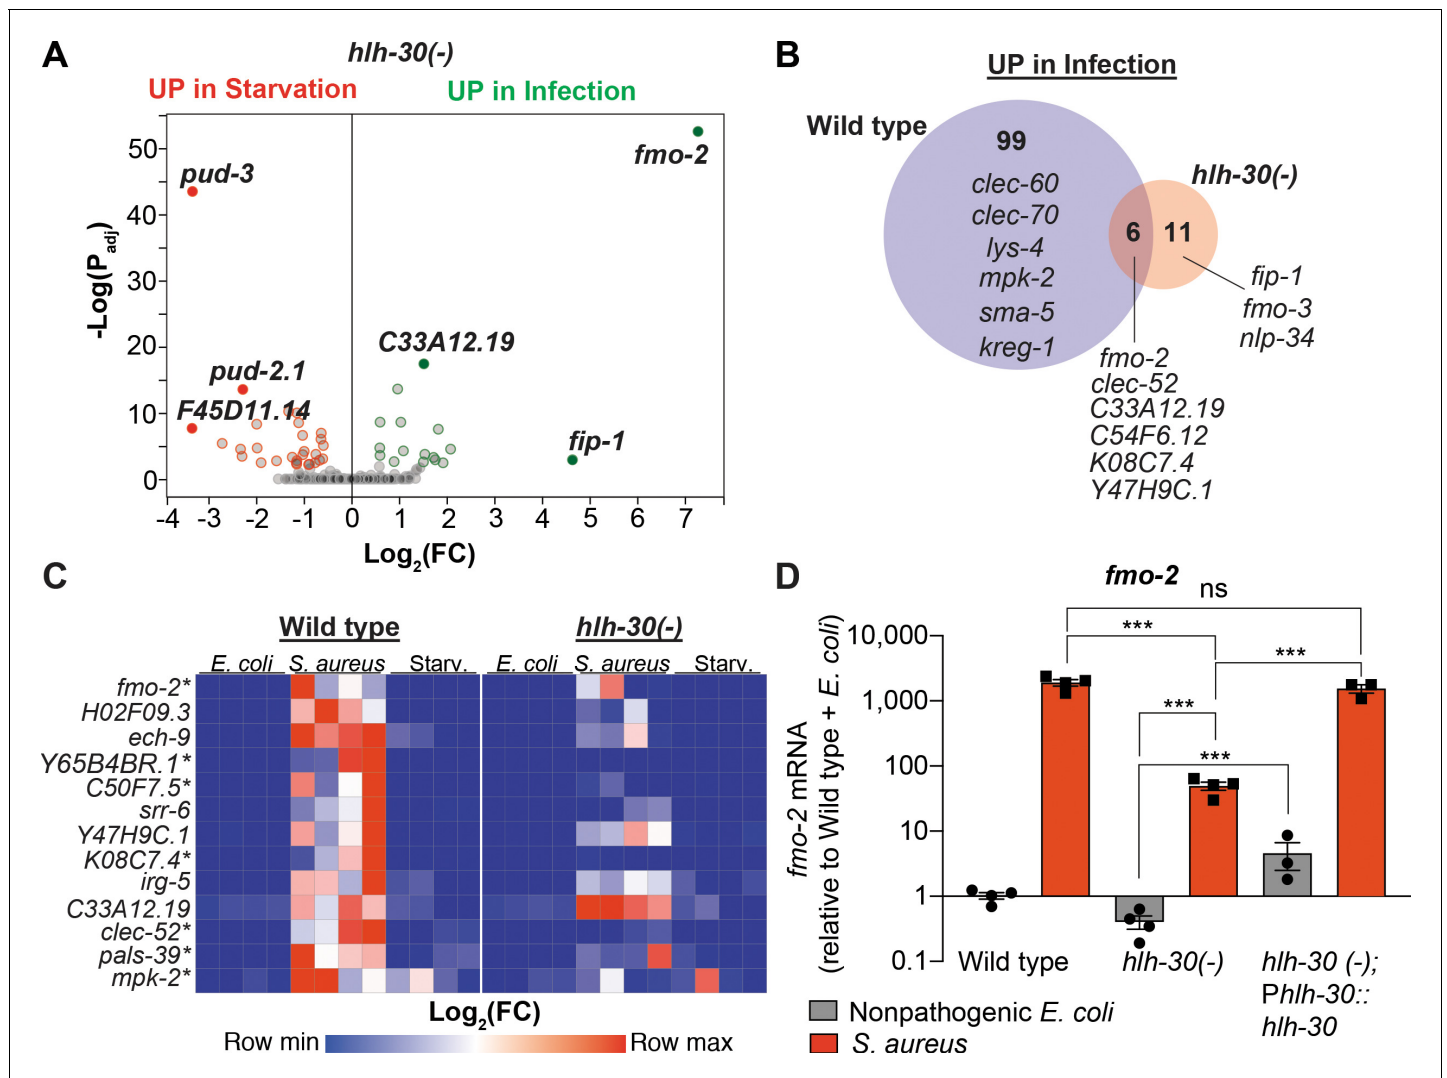 A
hlh-30(-)
UP in Starvation
UP in Infection
-Log(Padj)
50
40
30
20
10
0
pud-3
fmo-2
C33A12.19
pud-2.1
F45D11.14
fip-1
-4 -3 -2 -1 0 1 2 3 4 5 6 7
Log2(FC)
B
UP in Infection
Wild type
99
clec-60
clec-70
lys-4
mpk-2
sma-5
kreg-1
hlh-30(-)
6
11
fip-1
fmo-3
nlp-34
fmo-2
clec-52
C33A12.19
C54F6.12
K08C7.4
Y47H9C.1
C
Wild type
hlh-30(-)
E. coli S. aureus Starv. E. coli S. aureus Starv.
fmo-2*
H02F09.3
ech-9
Y65B4BR.1*
C50F7.5*
srr-6
Y47H9C.1
K08C7.4*
irg-5
C33A12.19
clec-52*
pals-39*
mpk-2*
Log2(FC)
Row min
Row max
D
fmo-2
ns
***
***
***
***
fmo-2 mRNA
(relative to Wild type + E. coli)
10,000
1,000
100
10
1
0.1
Wild type
hlh-30(-)
hlh-30 (-);
Phlh-30::
hlh-30
Nonpathogenic E. coli
S. aureus